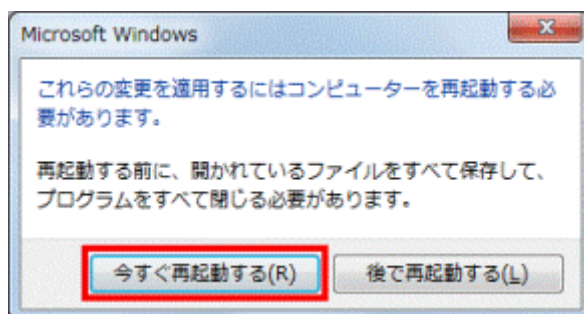 Microsoft Windows
これらの変更を適用するにはコンピューターを再起動する必
要があります。
再起動する前に、開かれているファイルをすべて保存して、
プログラムをすべて閉じる必要があります。
今すぐ再起動する(R)
後で再起動する(L)